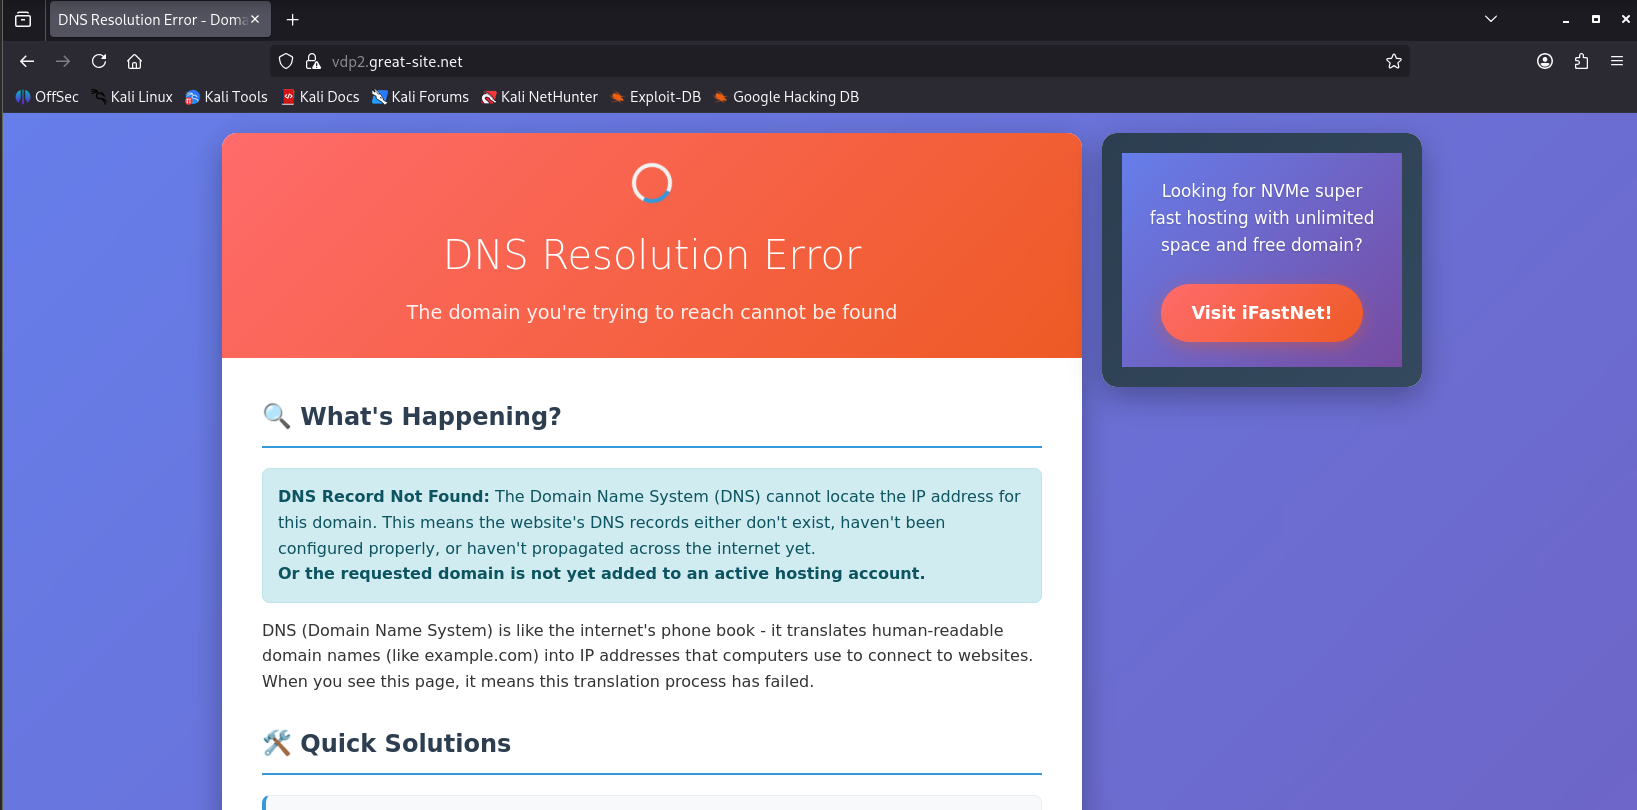 DNS Resolution Error - Doma
vdp2.great-site.net
OffSec Kali Linux Kali Tools Kali Docs Kali Forums Kali NetHunter Exploit-DB Google Hacking DB
DNS Resolution Error
The domain you're trying to reach cannot be found
🔍 What's Happening?
DNS Record Not Found: The Domain Name System (DNS) cannot locate the IP address for
this domain. This means the website's DNS records either don't exist, haven't been
configured properly, or haven't propagated across the internet yet.
Or the requested domain is not yet added to an active hosting account.
DNS (Domain Name System) is like the internet's phone book - it translates human-readable
domain names (like example.com) into IP addresses that computers use to connect to websites.
When you see this page, it means this translation process has failed.
🛠️ Quick Solutions
Looking for NVMe super
fast hosting with unlimited
space and free domain?
Visit iFastNet!